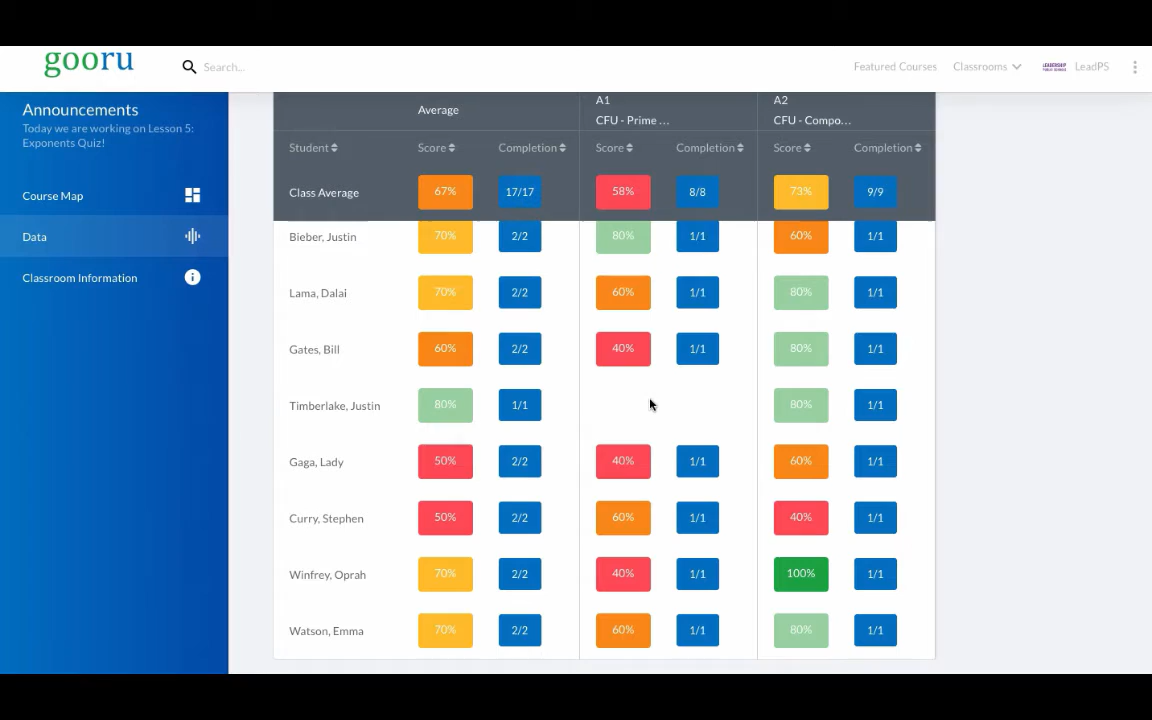 gooru
Search...
Featured Courses
Classrooms
LeadPS
Announcements
Today we are working on Lesson 5:
Exponents Quiz!
Course Map
Data
Classroom Information
Average
A1
CFU - Prime ...
A2
CFU - Compo...
Student Score Completion Score Completion Score Completion
Class Average 67% 17/17 58% 8/8 73% 9/9
Bieber, Justin 70% 2/2 80% 1/1 60% 1/1
Lama, Dalai 70% 2/2 60% 1/1 80% 1/1
Gates, Bill 60% 2/2 40% 1/1 80% 1/1
Timberlake, Justin 80% 1/1 80% 1/1
Gaga, Lady 50% 2/2 40% 1/1 60% 1/1
Curry, Stephen 50% 2/2 60% 1/1 40% 1/1
Winfrey, Oprah 70% 2/2 40% 1/1 100% 1/1
Watson, Emma 70% 2/2 60% 1/1 80% 1/1